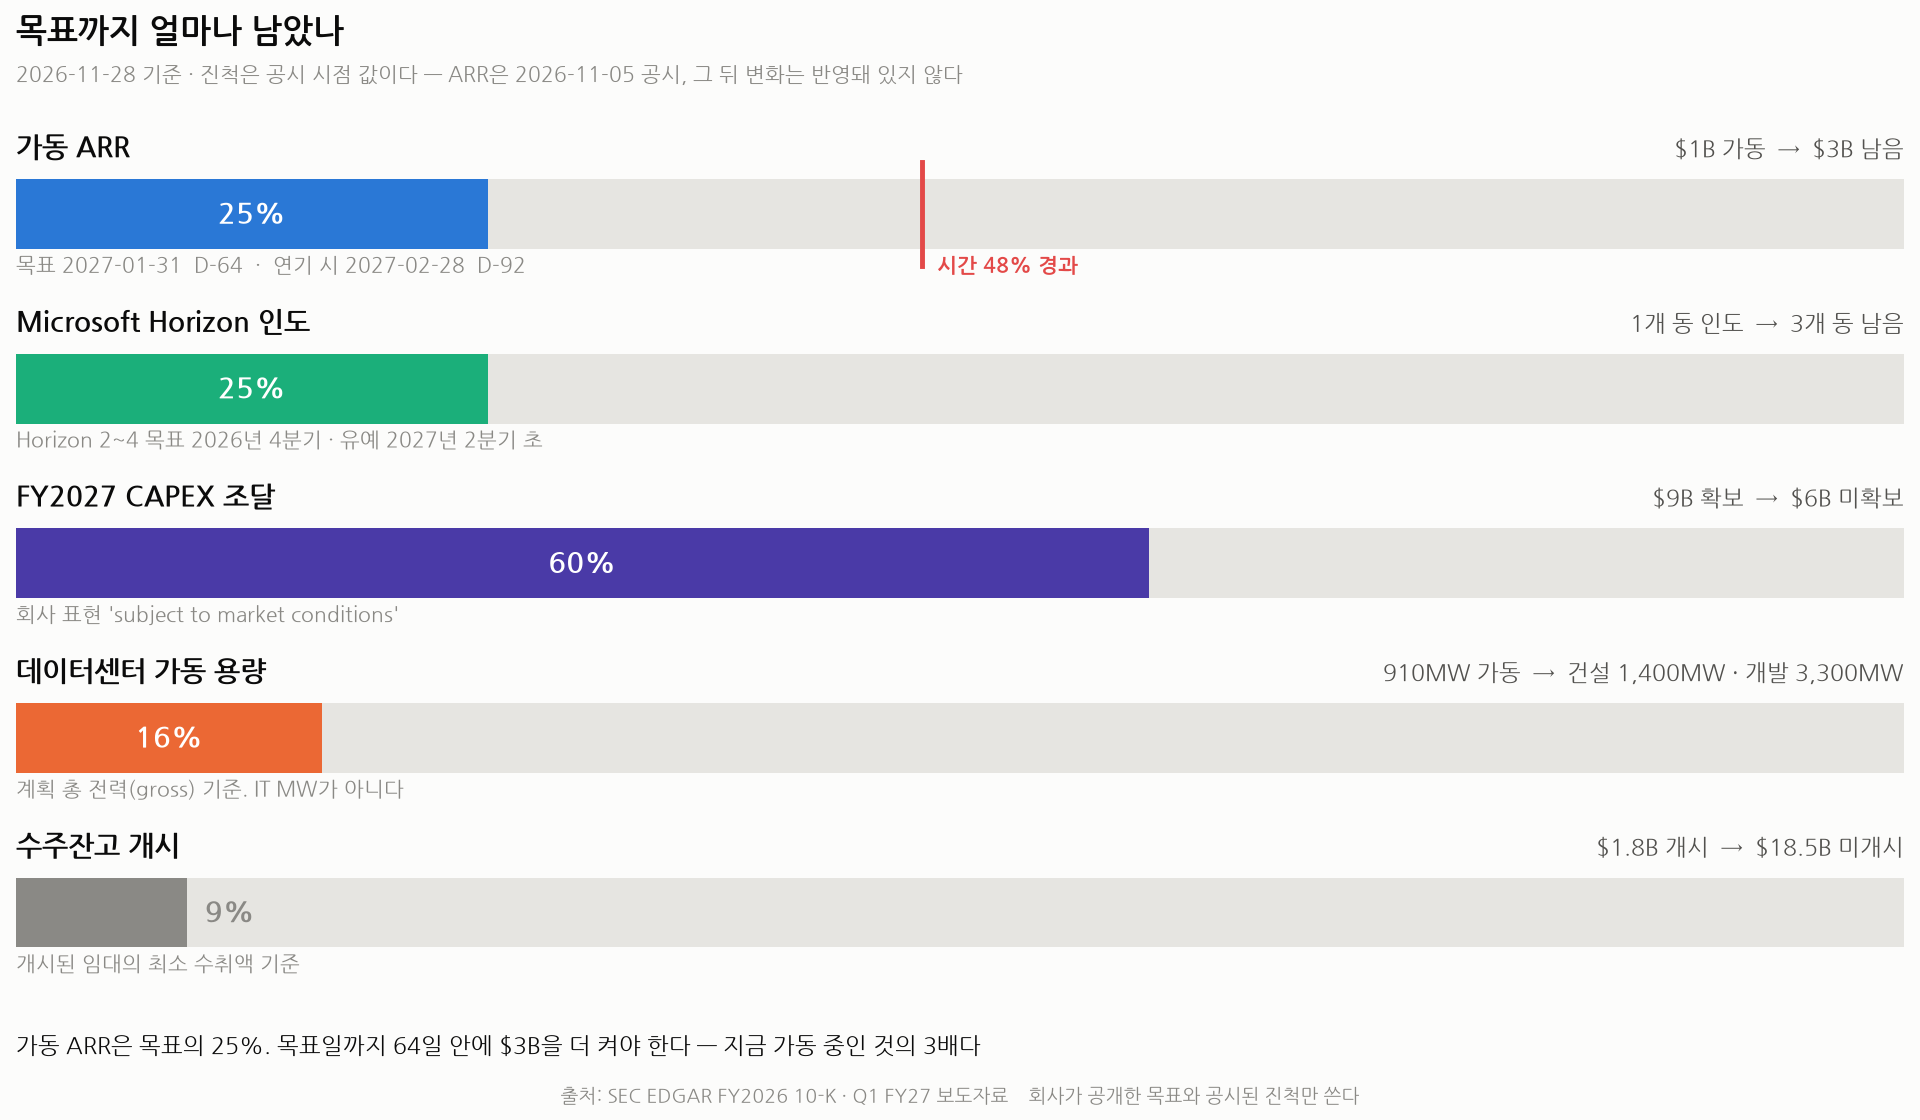 목표까지 얼마나 남았나
2026-11-28 기준 · 진척은 공시 시점 값이다 — ARR은 2026-11-05 공시, 그 뒤 변화는 반영돼 있지 않다
가동 ARR
$1B 가동 → $3B 남음
25%
목표 2027-01-31 D-64 · 연기 시 2027-02-28 D-92
시간 48% 경과
Microsoft Horizon 인도
1개 동 인도 → 3개 동 남음
25%
Horizon 2~4 목표 2026년 4분기 · 유예 2027년 2분기 초
FY2027 CAPEX 조달
$9B 확보 → $6B 미확보
60%
회사 표현 'subject to market conditions'
데이터센터 가동 용량
910MW 가동 → 건설 1,400MW · 개발 3,300MW
16%
계획 총 전력(gross) 기준. IT MW가 아니다
수주잔고 개시
$1.8B 개시 → $18.5B 미개시
9%
개시된 임대의 최소 수취액 기준
가동 ARR은 목표의 25%. 목표일까지 64일 안에 $3B을 더 켜야 한다 — 지금 가동 중인 것의 3배다
출처: SEC EDGAR FY2026 10-K · Q1 FY27 보도자료 회사가 공개한 목표와 공시된 진척만 쓴다